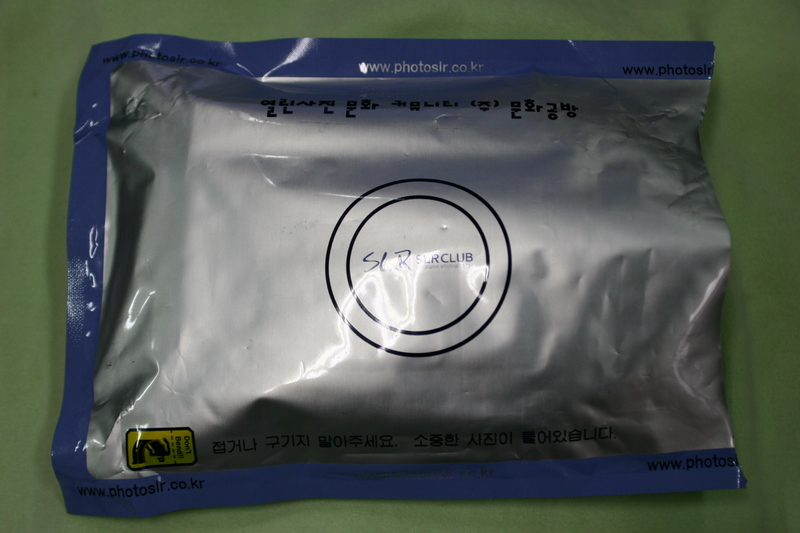 www.photoslr.co.kr www.photoslr.co.kr www.photoslr
열린사진 문화 커뮤니티 (주) 문화공방
SLR SLRCLUB
Don't Bend!!
접거나 구기지 말아주세요. 소중한 사진이 들어있습니다
www.photoslr.co.kr www.photos